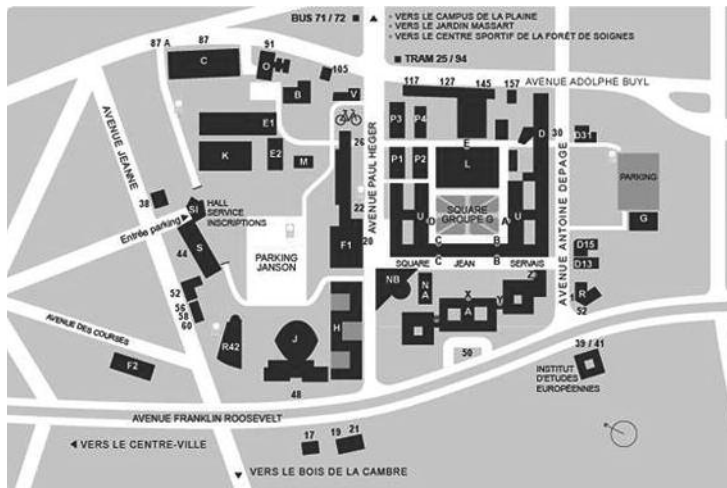 BUS 71 / 72
VERS LE CAMPUS DE LA PLAINE
VERS LE JARDIN MASSART
VERS LE CENTRE SPORTIF DE LA FORÊT DE SOIGNES
TRAM 25 / 94
87 A
87
91
105
117
127
145
157
AVENUE ADOLPHE BUYL
C
O
B
V
P3
P4
D
30
D31
E1
E
26
K
E2
M
P1
P2
L
PARKING
AVENUE JEANNE
AVENUE PAUL HEGER
AVENUE ANTOINE DEPAGE
38
SI
HALL
SERVICE
INSCRIPTIONS
22
U
D
SQUARE
GROUPE G
A
U
G
Entrée parking
S
44
PARKING
JANSON
F1
20
C
B
C
B
D15
D13
SQUARE JEAN SERVAIS
NB
NA
X
Y
A
R
52
52
56
58
60
AVENUE DES COURSES
F2
R42
J
H
48
50
39 / 41
INSTITUT
D'ETUDES
EUROPÉENNES
AVENUE FRANKLIN ROOSEVELT
VERS LE CENTRE-VILLE
17
19
21
VERS LE BOIS DE LA CAMBRE